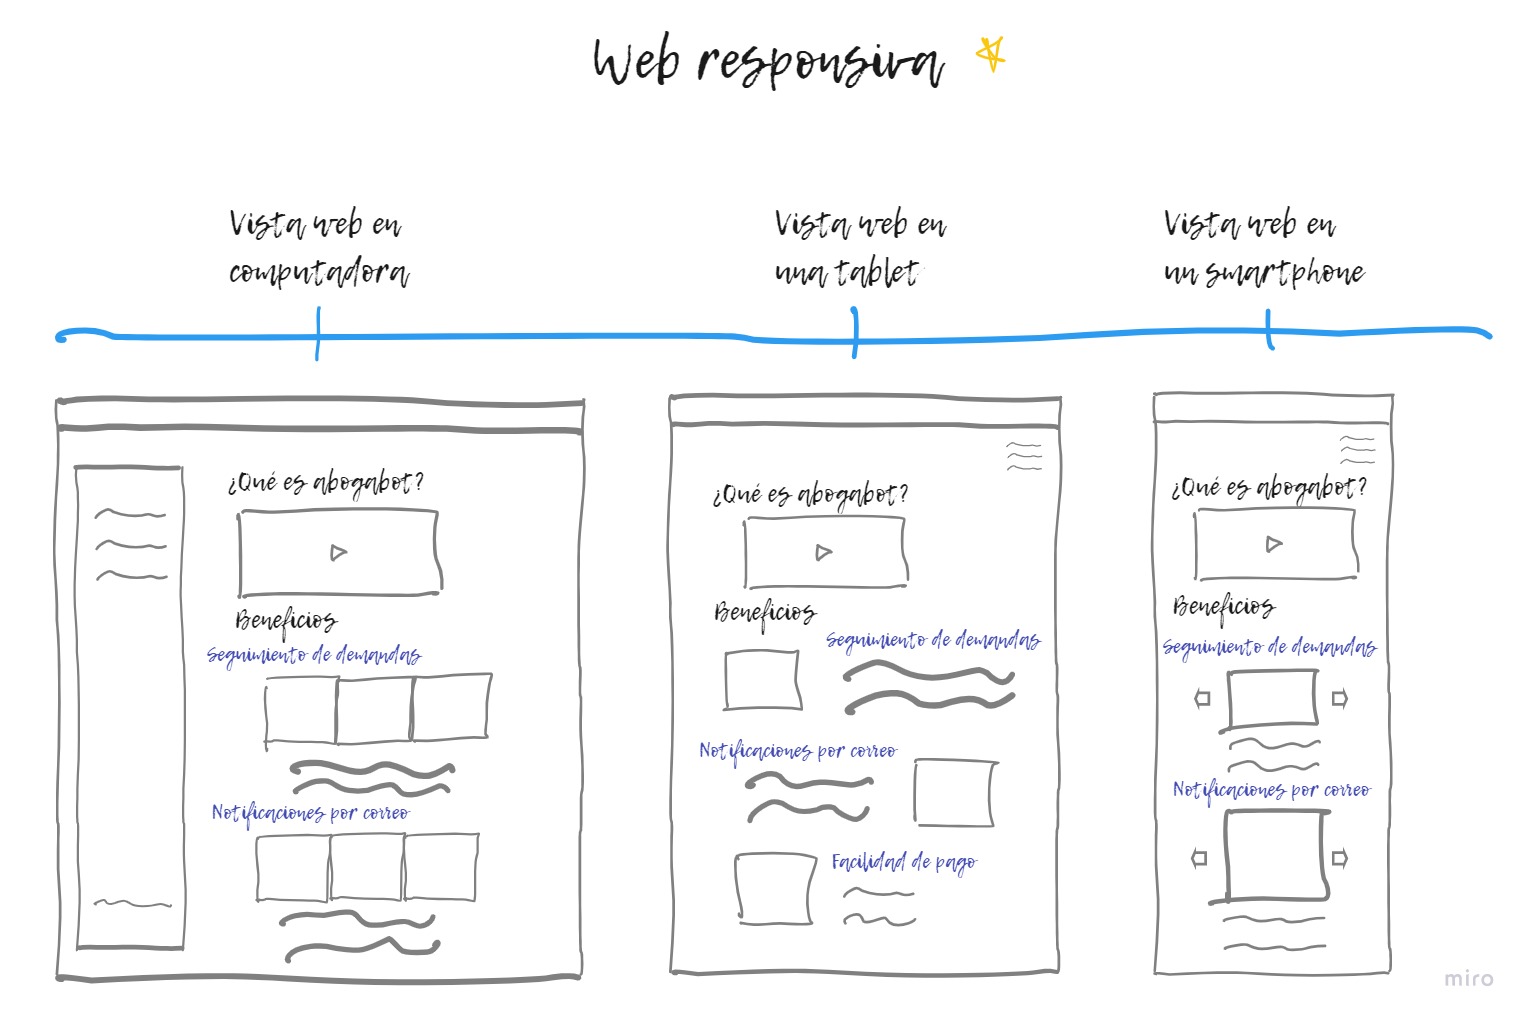 Web responsiva
Vista web en
computadora
Vista web en
una tablet
Vista web en
un smartphone
¿Qué es abogabot?
Beneficios
Seguimiento de demandas
Notificaciones por correo
¿Qué es abogabot?
Beneficios
Seguimiento de demandas
Notificaciones por correo
Facilidad de pago
¿Qué es abogabot?
Beneficios
Seguimiento de demandas
Notificaciones por correo
miro